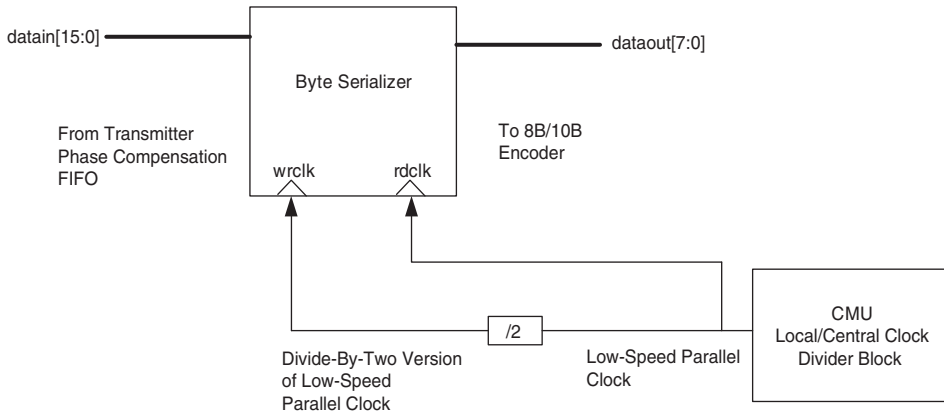 datain[15:0]
dataout[7:0]
Byte Serializer
From Transmitter
Phase Compensation
FIFO
To 8B/10B
Encoder
wrclk
rdclk
/2
CMU
Local/Central Clock
Divider Block
Divide-By-Two Version
of Low-Speed
Parallel Clock
Low-Speed Parallel
Clock